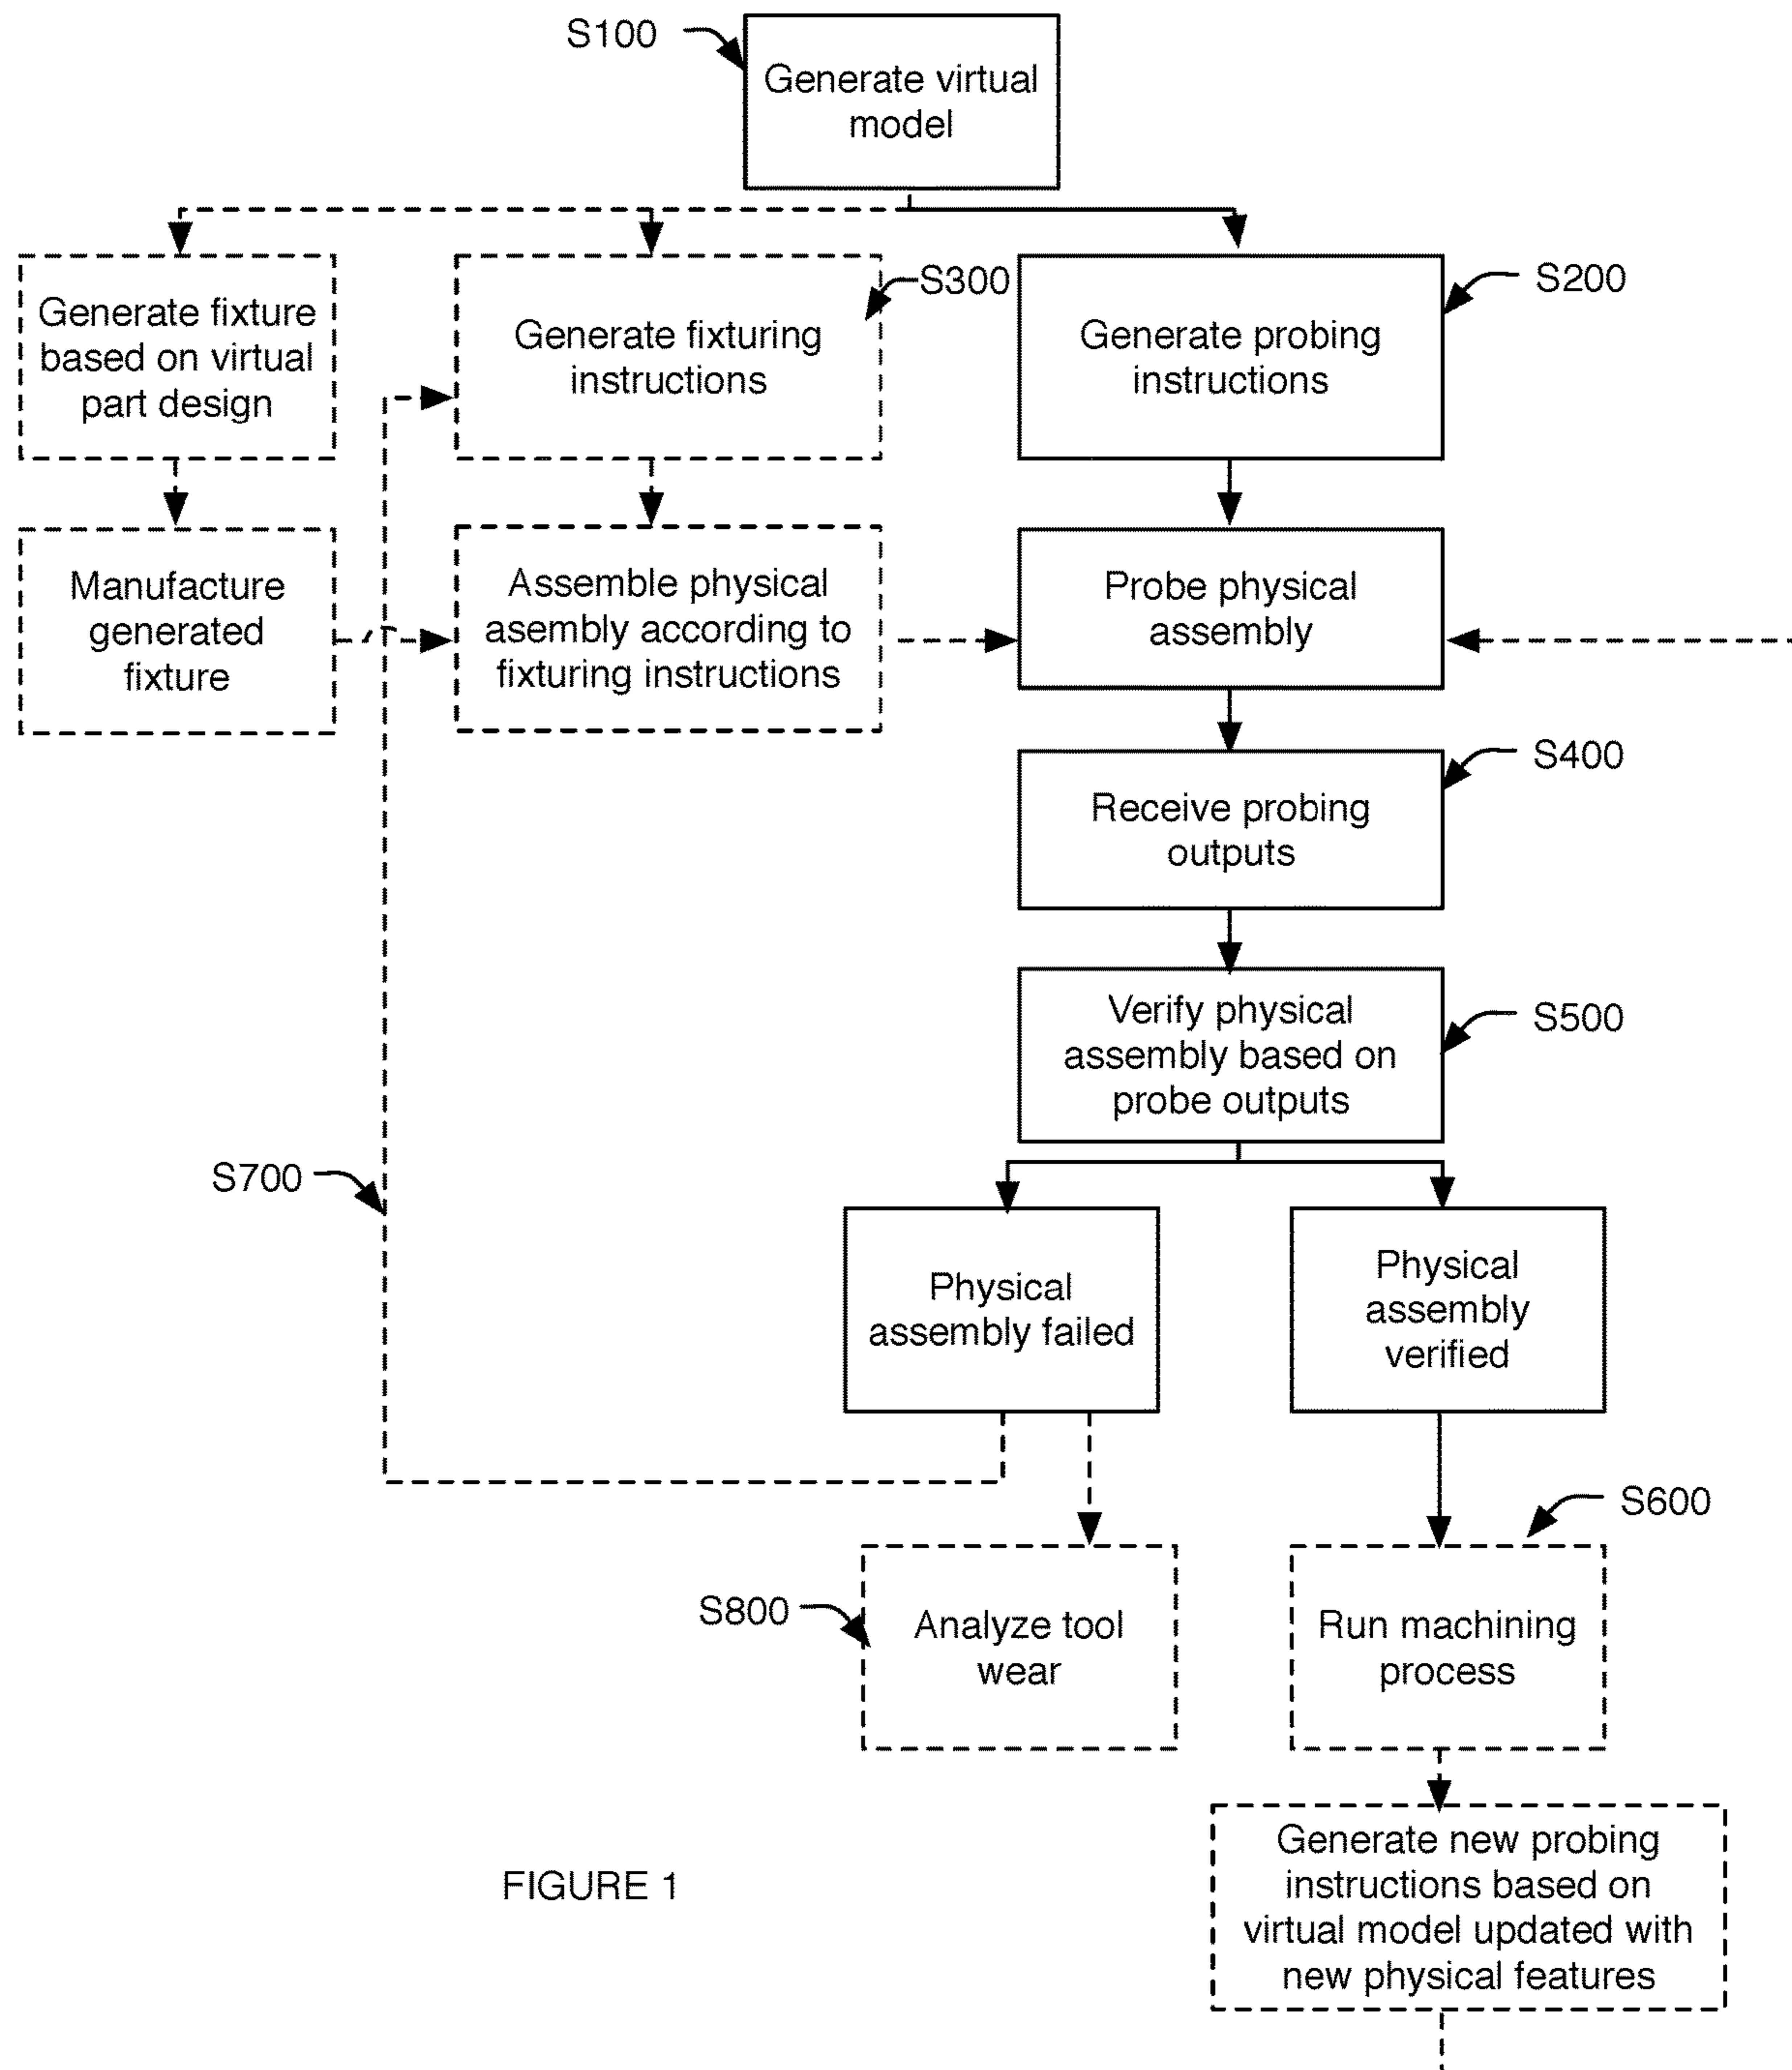 S100
Generate virtual
model
Generate fixture
based on virtual
part design
Generate fixturing
instructions
S300
Generate probing
instructions
S200
Manufacture
generated
fixture
Assemble physical
asembly according to
fixturing instructions
Probe physical
assembly
Receive probing
outputs
S400
Verify physical
assembly based on
probe outputs
S500
S700
Physical
assembly failed
Physical
assembly
verified
S600
S800
Analyze tool
wear
Run machining
process
Generate new probing
instructions based on
virtual model updated with
new physical features
FIGURE 1